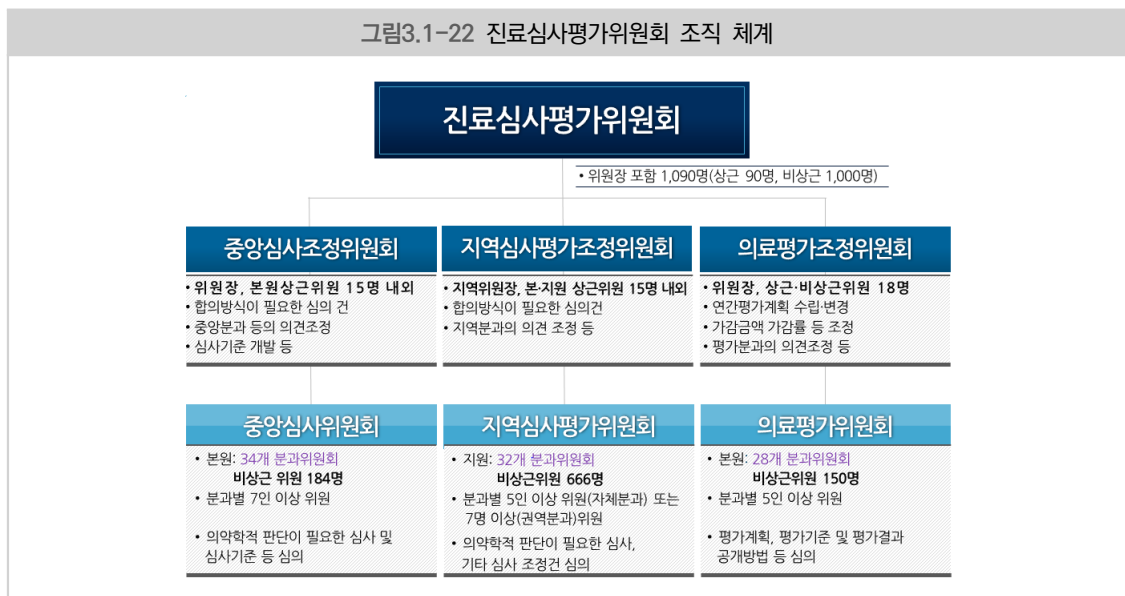 그림3.1-22 진료심사평가위원회 조직 체계
진료심사평가위원회
• 위원장 포함 1,090명(상근 90명, 비상근 1,000명)
중앙심사조정위원회
• 위원장, 본원상근위원 15명 내외
• 합의방식이 필요한 심의 건
• 중앙분과 등의 의견조정
• 심사기준 개발 등
지역심사평가조정위원회
• 지역위원장, 본·지원 상근위원 15명 내외
• 합의방식이 필요한 심의건
• 지역분과의 의견 조정 등
의료평가조정위원회
• 위원장, 상근·비상근위원 18명
• 연간평가계획 수립·변경
• 가감금액 가감률 등 조정
• 평가분과의 의견조정 등
중앙심사위원회
• 본원: 34개 분과위원회
비상근 위원 184명
• 분과별 7인 이상 위원
• 의약학적 판단이 필요한 심사 및
심사기준 등 심의
지역심사평가위원회
• 지원: 32개 분과위원회
비상근위원 666명
• 분과별 5인 이상 위원(자체분과) 또는
7명 이상(권역분과)위원
• 의약학적 판단이 필요한 심사,
기타 심사 조정건 심의
의료평가위원회
• 본원: 28개 분과위원회
비상근위원 150명
• 분과별 5인 이상 위원
• 평가계획, 평가기준 및 평가결과
공개방법 등 심의